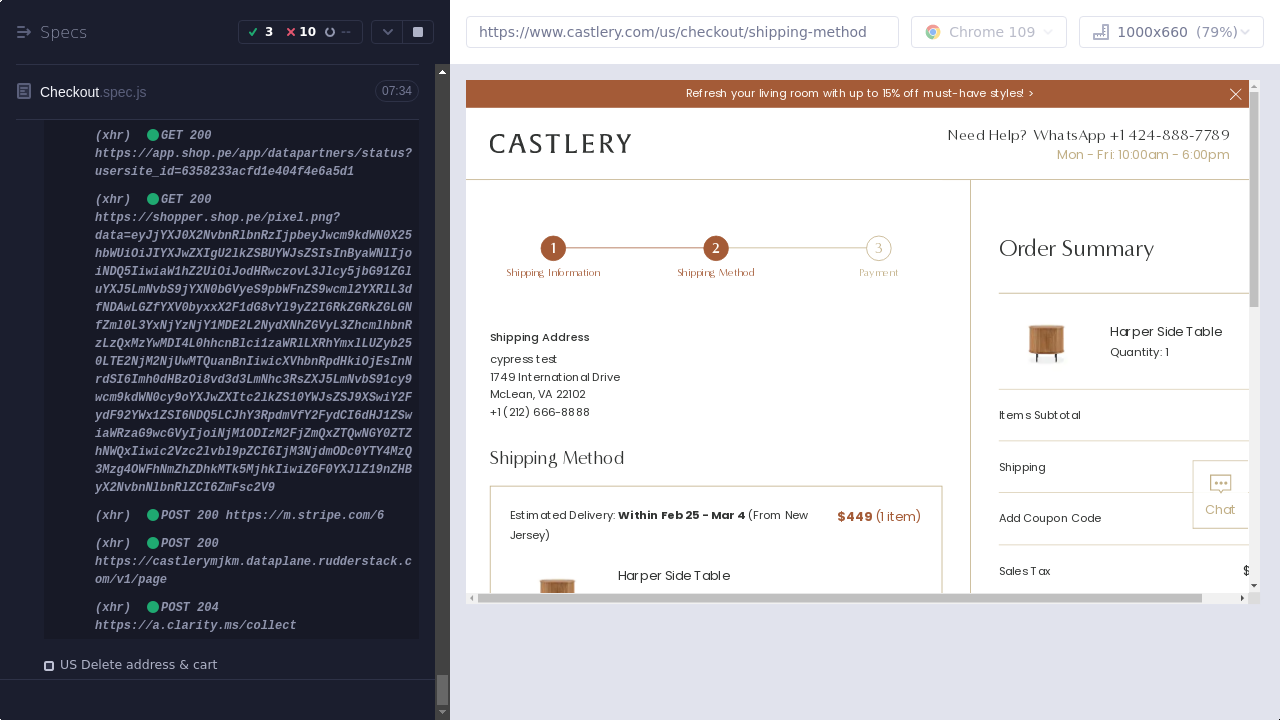 Specs
3
10
--
Checkout.spec.js
07:34
(xhr) GET 200
https://app.shop.pe/app/datapartners/status?
usersite_id=6358233acfd1e404f4e6a5d1
(xhr) GET 200
https://shopper.shop.pe/pixel.png?
(xhr) POST 200 https://m.stripe.com/6
(xhr) POST 200
https://castlerymjkm.dataplane.rudderstack.c
om/v1/page
(xhr) POST 204
https://a.clarity.ms/collect
US Delete address & cart
https://www.castlery.com/us/checkout/shipping-method
Chrome 109
1000x660 (79%)
Refresh your living room with up to 15% off must-have styles! >
CASTLERY
Need Help? WhatsApp +1 424-888-7789
Mon - Fri: 10:00am - 6:00pm
1
2
3
Shipping Information
Shipping Method
Payment
Shipping Address
cypress test
1749 International Drive
McLean, VA 22102
+1 (212) 666-8888
Shipping Method
Estimated Delivery: Within Feb 25 - Mar 4 (From New
Jersey)
$449 (1 item)
Harper Side Table
Order Summary
Harper Side Table
Quantity: 1
Items Subtotal
Shipping
Add Coupon Code
Sales Tax
$
Chat